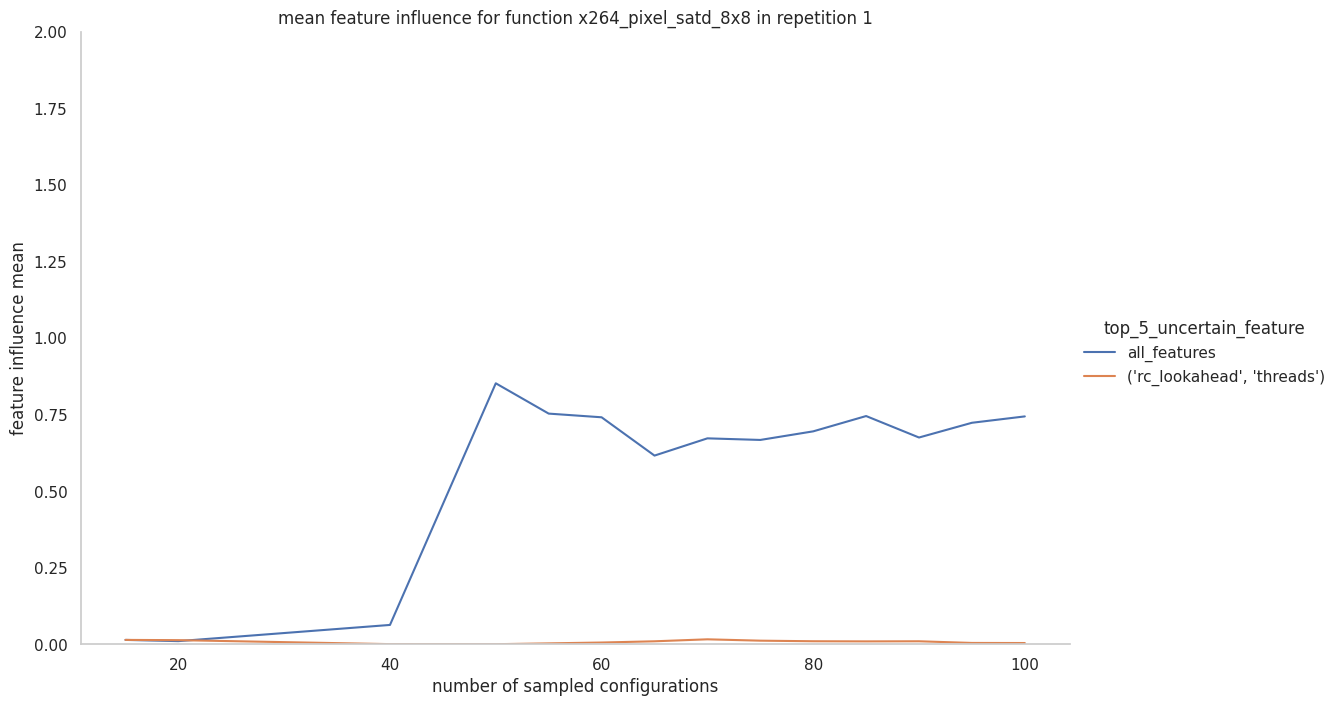 mean feature influence for function x264_pixel_satd_8x8 in repetition 1
2.00
1.75
1.50
1.25
1.00
0.75
0.50
0.25
0.00
feature influence mean
20 40 60 80 100
number of sampled configurations
top_5_uncertain_feature
all_features
('rc_lookahead', 'threads')